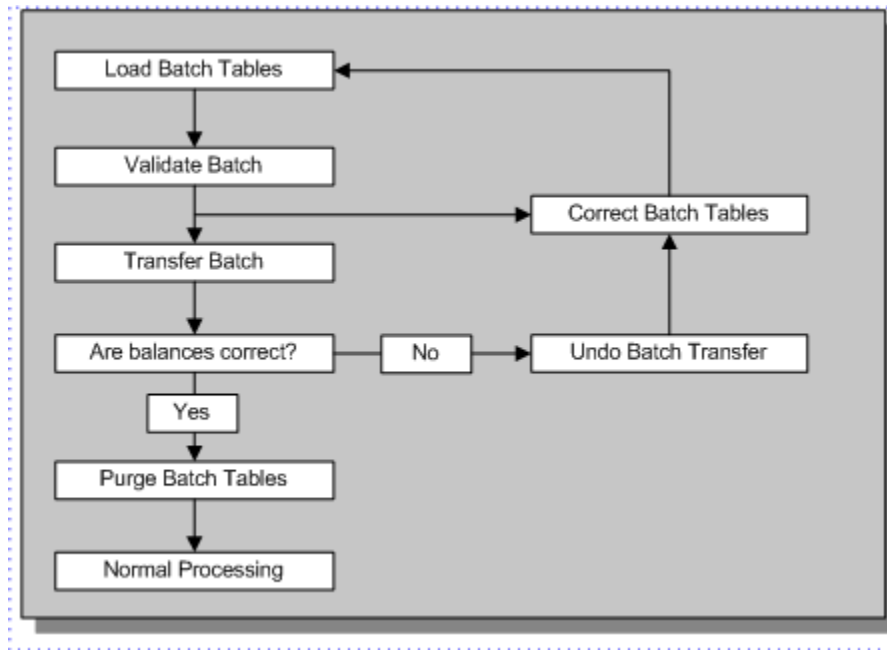 Load Batch Tables
Validate Batch
Correct Batch Tables
Transfer Batch
Are balances correct?
No
Undo Batch Transfer
Yes
Purge Batch Tables
Normal Processing